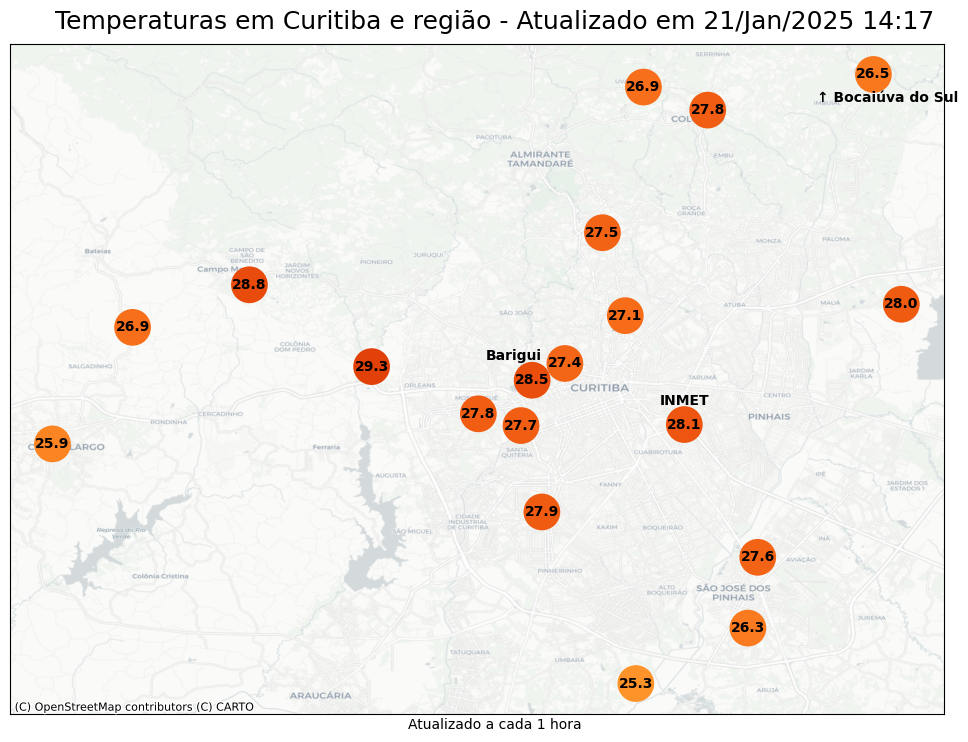 Temperaturas em Curitiba e região - Atualizado em 21/Jan/2025 14:17
SERRINHA
26.5
26.9
↑ Bocaiúva do Sul
27.8
PACOTUBA
EMBU
ALMIRANTE
TAMANDARÉ
ROÇA
GRANDE
27.5
MONZA
PALOMA
Bateias
CAMPO DE
SÃO
BENEDITO
JURUQUI
PIONEIRO
JARDIM
NOVOS
HORIZONTES
28.8
MAUÁ
28.0
ATUBA
SÃO JOÃO
27.1
26.9
COLÔNIA
DOM PEDRO
Barigui
27.4
SALGADINHO
29.3
28.5
JARDIM
KARLA
TARUMÃ
ORLEANS
CURITIBA
CENTRO
INMET
27.8
CERCADINHO
PINHAIS
RONDINHA
27.7
28.1
25.9
Ferraria
SANTA
QUITÉRIA
GUABIROTUBA
AUGUSTA
IPÊ
FANNY
JARDIM DOS
ESTADOS I
27.9
CIDADE
INDUSTRIAL
DE CURITIBA
SÃO MIGUEL
XAXIM
BOQUEIRÃO
Represa do Rio
Verde
INÁ
27.6
AVIAÇÃO
PINHEIRINHO
Colônia Cristina
ALTO
BOQUEIRÃO
SÃO JOSÉ DOS
PINHAIS
JUREMA
26.3
TATUQUARA
UMBARÁ
25.3
ARAUCÁRIA
ARUJÁ
(C) OpenStreetMap contributors (C) CARTO
Atualizado a cada 1 hora